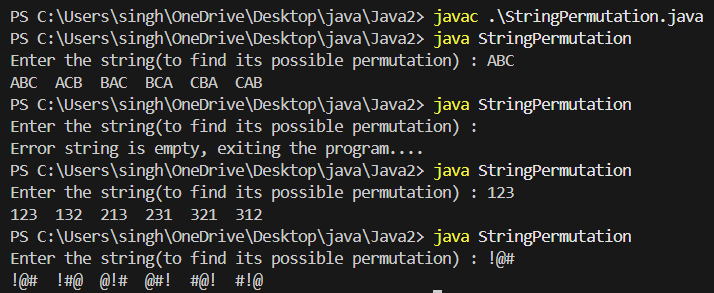 PS C:\Users\singh\OneDrive\Desktop\java\Java2> javac .\StringPermutation.java
PS C:\Users\singh\OneDrive\Desktop\java\Java2> java StringPermutation
Enter the string(to find its possible permutation) : ABC
ABC  ACB  BAC  BCA  CBA  CAB
PS C:\Users\singh\OneDrive\Desktop\java\Java2> java StringPermutation
Enter the string(to find its possible permutation) :
Error string is empty, exiting the program....
PS C:\Users\singh\OneDrive\Desktop\java\Java2> java StringPermutation
Enter the string(to find its possible permutation) : 123
123  132  213  231  321  312
PS C:\Users\singh\OneDrive\Desktop\java\Java2> java StringPermutation
Enter the string(to find its possible permutation) : !@#
!@#  !#@  @!#  @#!  #@!  #!@